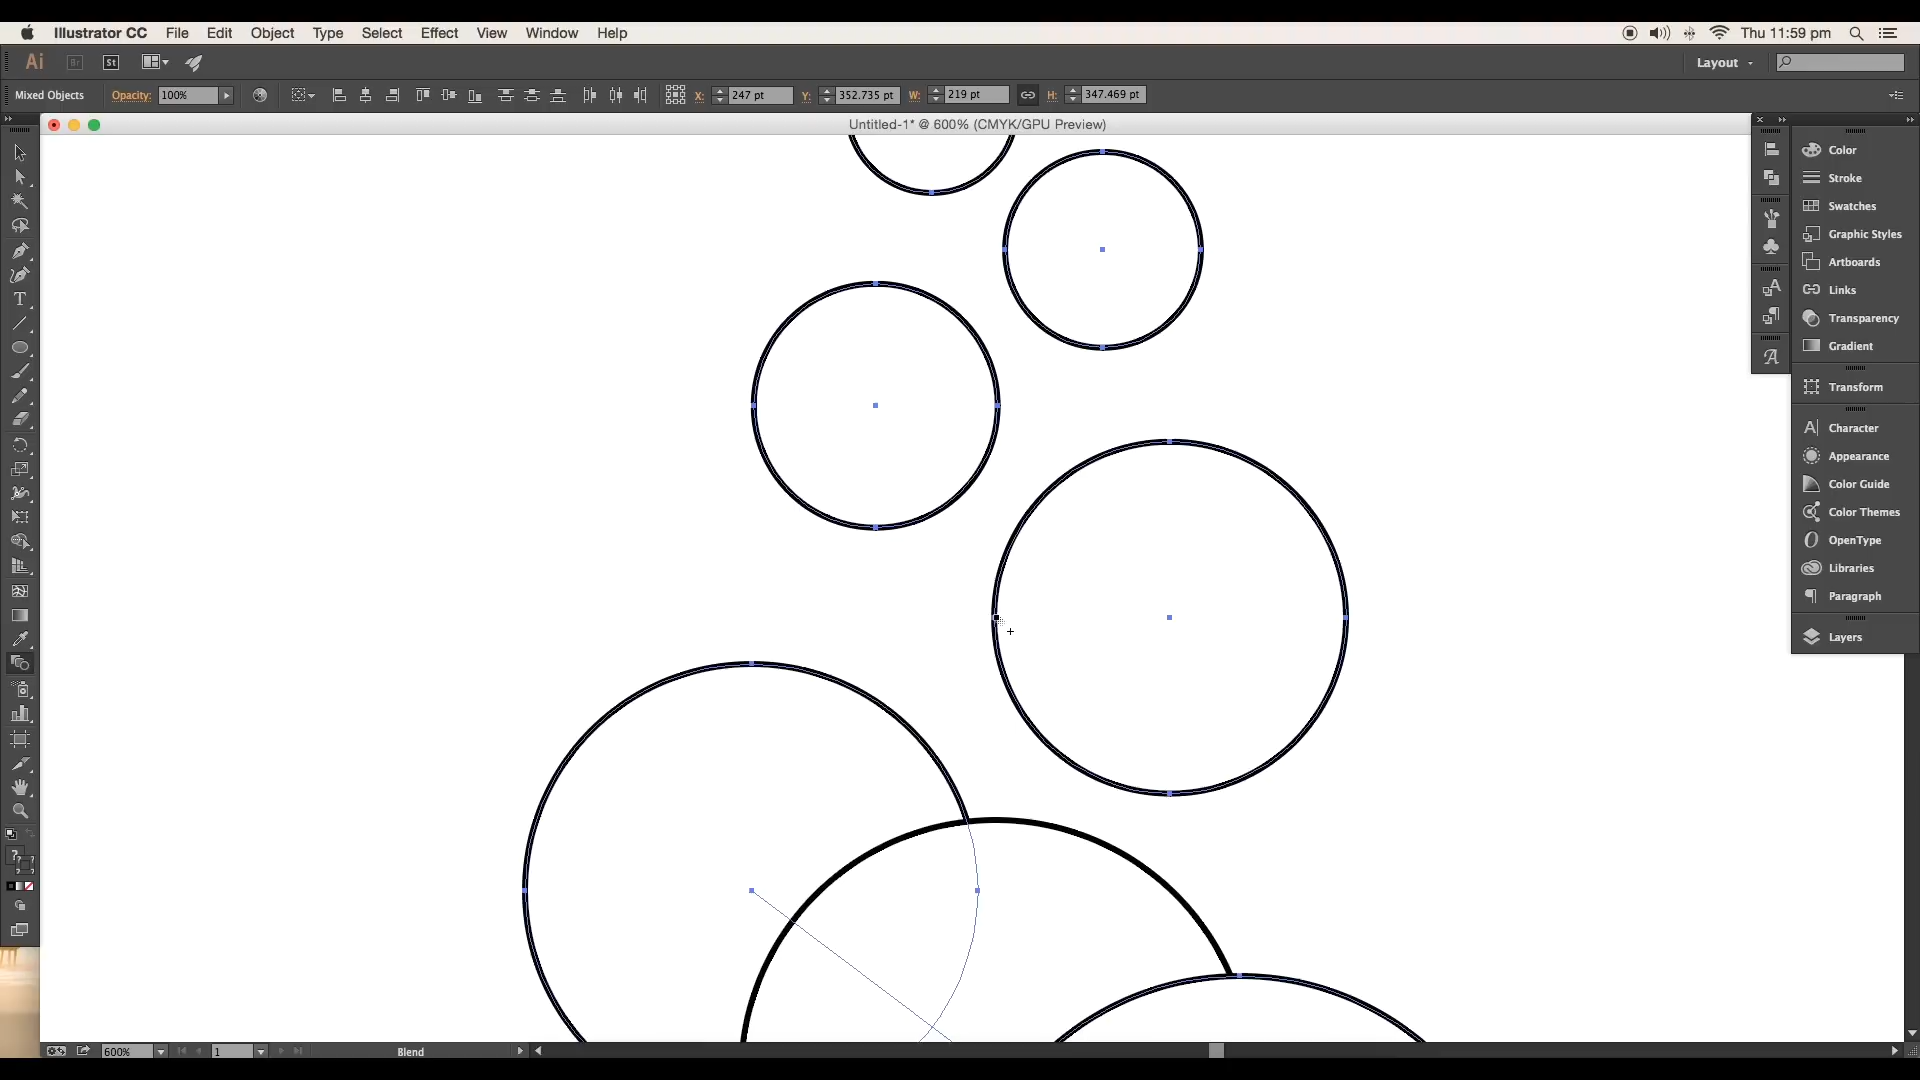 Illustrator CC File Edit Object Type Select Effect View Window Help Thu 11:59 pm
Ai Br St Layout
Mixed Objects Opacity: 100% X: 247 pt Y: 352.735 pt W: 219 pt H: 347.469 pt
Untitled-1* @ 600% (CMYK/GPU Preview)
Color
Stroke
Swatches
Graphic Styles
Artboards
Links
Transparency
Gradient
Transform
Character
Appearance
Color Guide
Color Themes
OpenType
Libraries
Paragraph
Layers
600% 1 Blend